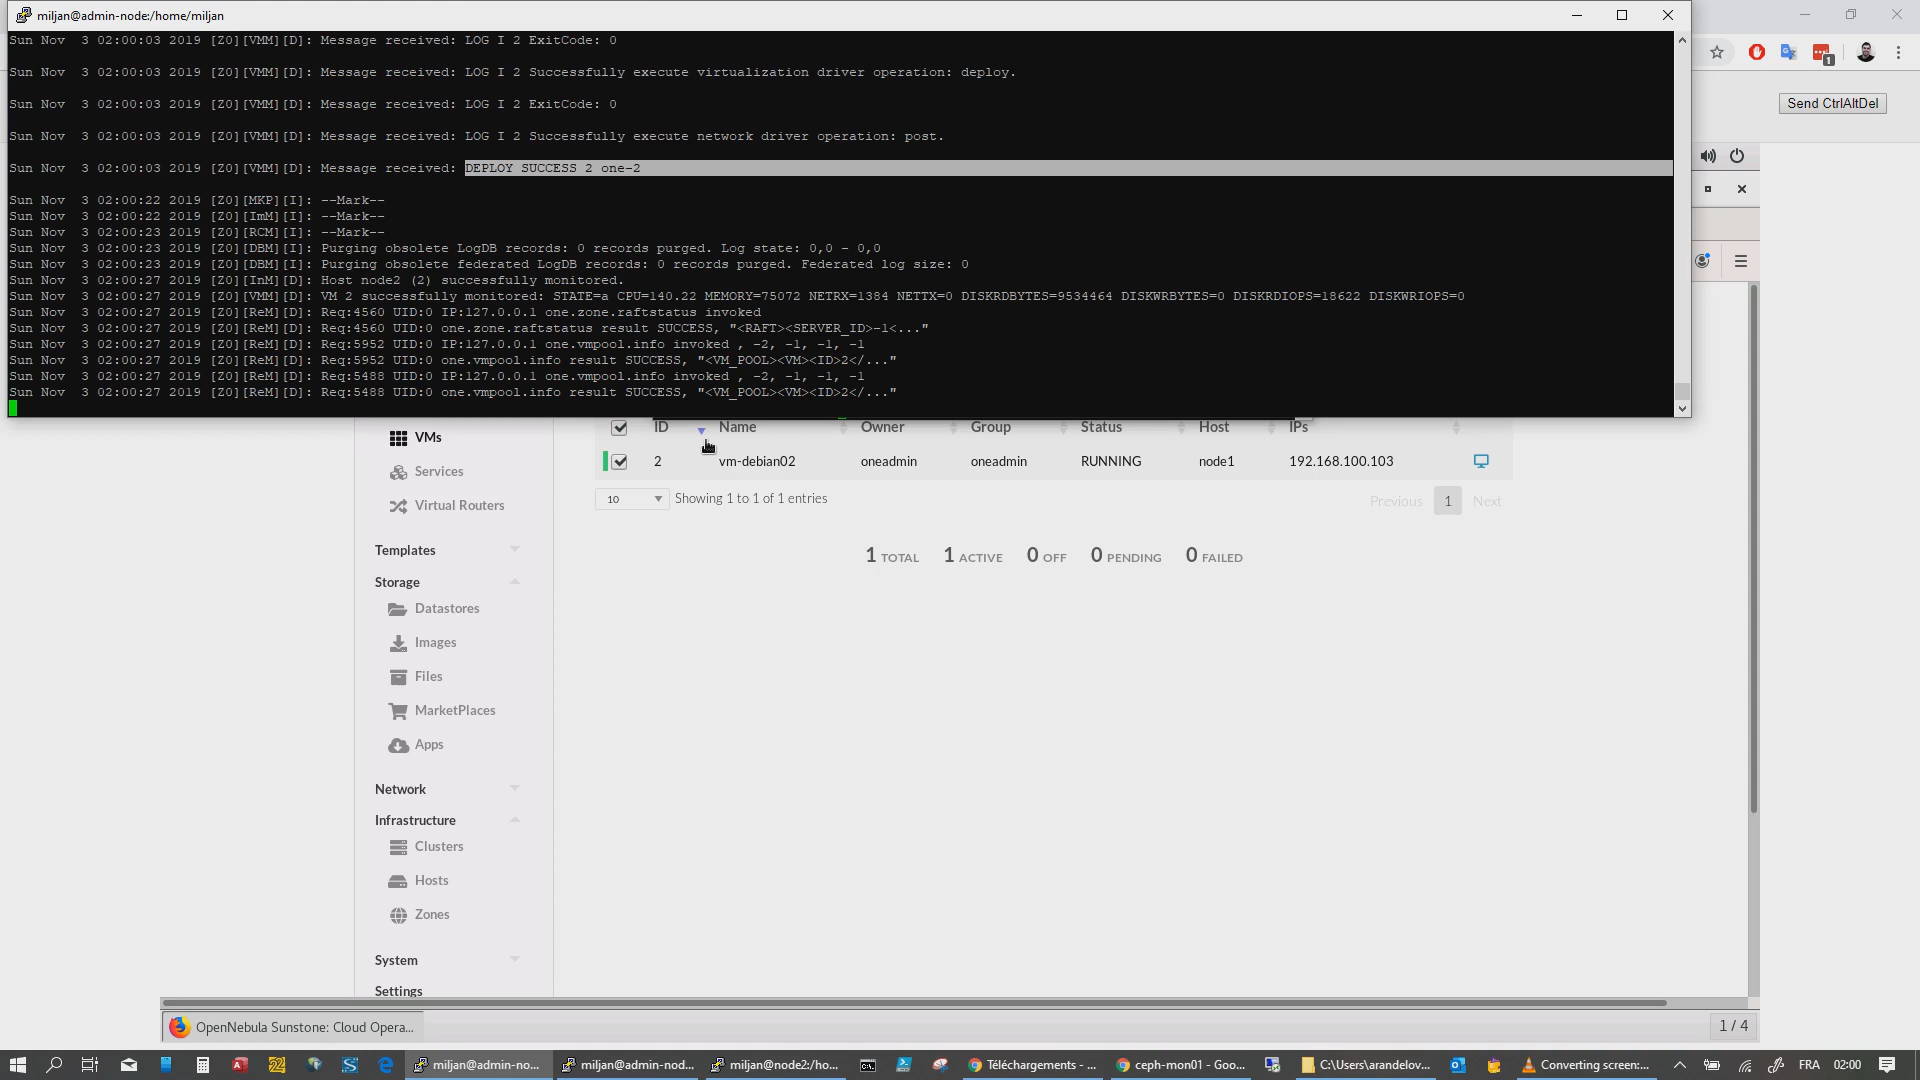 miljan@admin-node:/home/miljan
Sun Nov  3 02:00:03 2019 [Z0][VMM][D]: Message received: LOG I 2 ExitCode: 0
Sun Nov  3 02:00:03 2019 [Z0][VMM][D]: Message received: LOG I 2 Successfully execute virtualization driver operation: deploy.
Sun Nov  3 02:00:03 2019 [Z0][VMM][D]: Message received: LOG I 2 ExitCode: 0
Sun Nov  3 02:00:03 2019 [Z0][VMM][D]: Message received: LOG I 2 Successfully execute network driver operation: post.
Sun Nov  3 02:00:03 2019 [Z0][VMM][D]: Message received: DEPLOY SUCCESS 2 one-2
Sun Nov  3 02:00:22 2019 [Z0][MKP][I]: --Mark--
Sun Nov  3 02:00:22 2019 [Z0][ImM][I]: --Mark--
Sun Nov  3 02:00:23 2019 [Z0][RCM][I]: --Mark--
Sun Nov  3 02:00:23 2019 [Z0][DBM][I]: Purging obsolete LogDB records: 0 records purged. Log state: 0,0 - 0,0
Sun Nov  3 02:00:23 2019 [Z0][DBM][I]: Purging obsolete federated LogDB records: 0 records purged. Federated log size: 0
Sun Nov  3 02:00:27 2019 [Z0][InM][D]: Host node2 (2) successfully monitored.
Sun Nov  3 02:00:27 2019 [Z0][VMM][D]: VM 2 successfully monitored: STATE=a CPU=140.22 MEMORY=75072 NETRX=1384 NETTX=0 DISKRDBYTES=9534464 DISKWRBYTES=0 DISKRDIOPS=18622 DISKWRIOPS=0
Sun Nov  3 02:00:27 2019 [Z0][ReM][D]: Req:4560 UID:0 IP:127.0.0.1 one.zone.raftstatus invoked
Sun Nov  3 02:00:27 2019 [Z0][ReM][D]: Req:4560 UID:0 one.zone.raftstatus result SUCCESS, "<RAFT><SERVER_ID>-1<..."
Sun Nov  3 02:00:27 2019 [Z0][ReM][D]: Req:5952 UID:0 IP:127.0.0.1 one.vmpool.info invoked , -2, -1, -1, -1
Sun Nov  3 02:00:27 2019 [Z0][ReM][D]: Req:5952 UID:0 one.vmpool.info result SUCCESS, "<VM_POOL><VM><ID>2</..."
Sun Nov  3 02:00:27 2019 [Z0][ReM][D]: Req:5488 UID:0 IP:127.0.0.1 one.vmpool.info invoked , -2, -1, -1, -1
Sun Nov  3 02:00:27 2019 [Z0][ReM][D]: Req:5488 UID:0 one.vmpool.info result SUCCESS, "<VM_POOL><VM><ID>2</..."
1
Send CtrlAltDel
VMs
Services
Virtual Routers
Templates
Storage
Datastores
Images
Files
MarketPlaces
Apps
Network
Infrastructure
Clusters
Hosts
Zones
System
Settings
ID Name Owner Group Status Host IPs
2 vm-debian02 oneadmin oneadmin RUNNING node1 192.168.100.103
10 Showing 1 to 1 of 1 entries Previous 1 Next
1 TOTAL 1 ACTIVE 0 OFF 0 PENDING 0 FAILED
OpenNebula Sunstone: Cloud Opera... 1 / 4
miljan@admin-no... miljan@admin-nod... miljan@node2:/ho... Téléchargements - ... ceph-mon01 - Goo... C:\Users\arandelov... Converting screen:... FRA 02:00